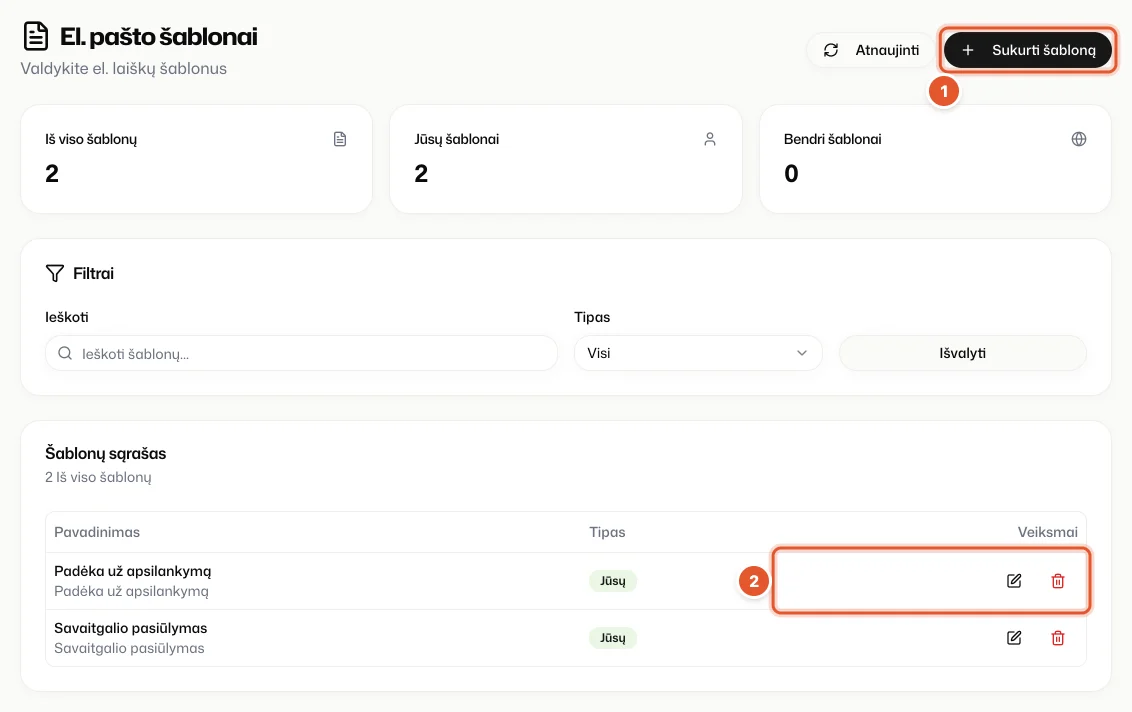 El. pašto šablonai
Valdykite el. laiškų šablonus
Atnaujinti
Sukurti šabloną
1
Iš viso šablonų
2
Jūsų šablonai
2
Bendri šablonai
0
Filtrai
Ieškoti
Ieškoti šablonų...
Tipas
Visi
Išvalyti
Šablonų sąrašas
2 Iš viso šablonų
Pavadinimas Tipas Veiksmai
Padėka už apsilankymą
Padėka už apsilankymą
Jūsų
2
Savaitgalio pasiūlymas
Savaitgalio pasiūlymas
Jūsų